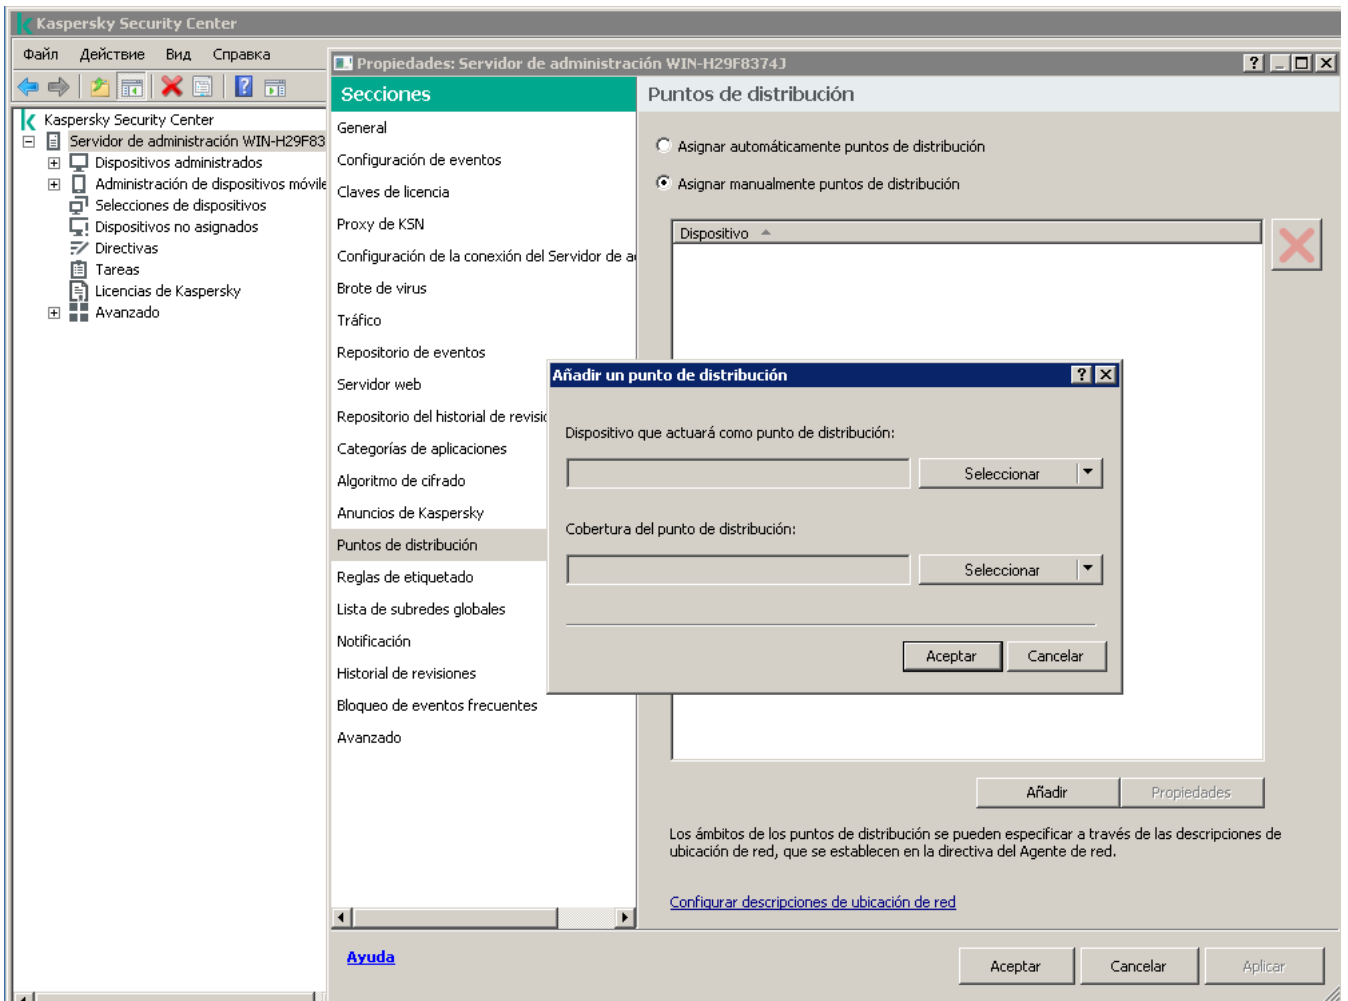 Kaspersky Security Center
Файл Действие Вид Справка
Kaspersky Security Center
Servidor de administración WIN-H29F83
Dispositivos administrados
Administración de dispositivos móvile
Selecciones de dispositivos
Dispositivos no asignados
Directivas
Tareas
Licencias de Kaspersky
Avanzado
Propiedades: Servidor de administración WIN-H29F8374J
Secciones
General
Configuración de eventos
Claves de licencia
Proxy de KSN
Configuración de la conexión del Servidor de a
Brote de virus
Tráfico
Repositorio de eventos
Servidor web
Repositorio del historial de revisio
Categorías de aplicaciones
Algoritmo de cifrado
Anuncios de Kaspersky
Puntos de distribución
Reglas de etiquetado
Lista de subredes globales
Notificación
Historial de revisiones
Bloqueo de eventos frecuentes
Avanzado
Puntos de distribución
Asignar automáticamente puntos de distribución
Asignar manualmente puntos de distribución
Dispositivo
Añadir un punto de distribución
Dispositivo que actuará como punto de distribución:
Seleccionar
Cobertura del punto de distribución:
Seleccionar
Aceptar Cancelar
Añadir Propiedades
Los ámbitos de los puntos de distribución se pueden especificar a través de las descripciones de
ubicación de red, que se establecen en la directiva del Agente de red.
Configurar descripciones de ubicación de red
Ayuda
Aceptar Cancelar Aplicar